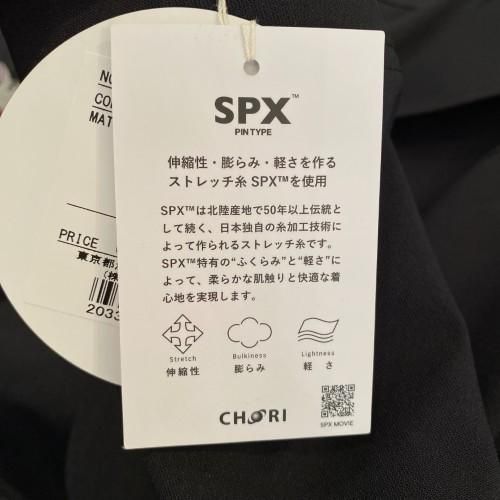 SPX™
PIN TYPE
伸縮性・膨らみ・軽さを作る
ストレッチ糸 SPX™を使用
SPX™は北陸産地で50年以上伝統と
して続く、日本独自の糸加工技術に
よって作られるストレッチ糸です。
SPX™特有の“ふくらみ”と“軽さ”に
よって、柔らかな肌触りと快適な着
心地を実現します。
Stretch
伸縮性
Bulkiness
膨らみ
Lightness
軽さ
CHORI
SPX MOVIE
PRICE
東京都
(株
2033